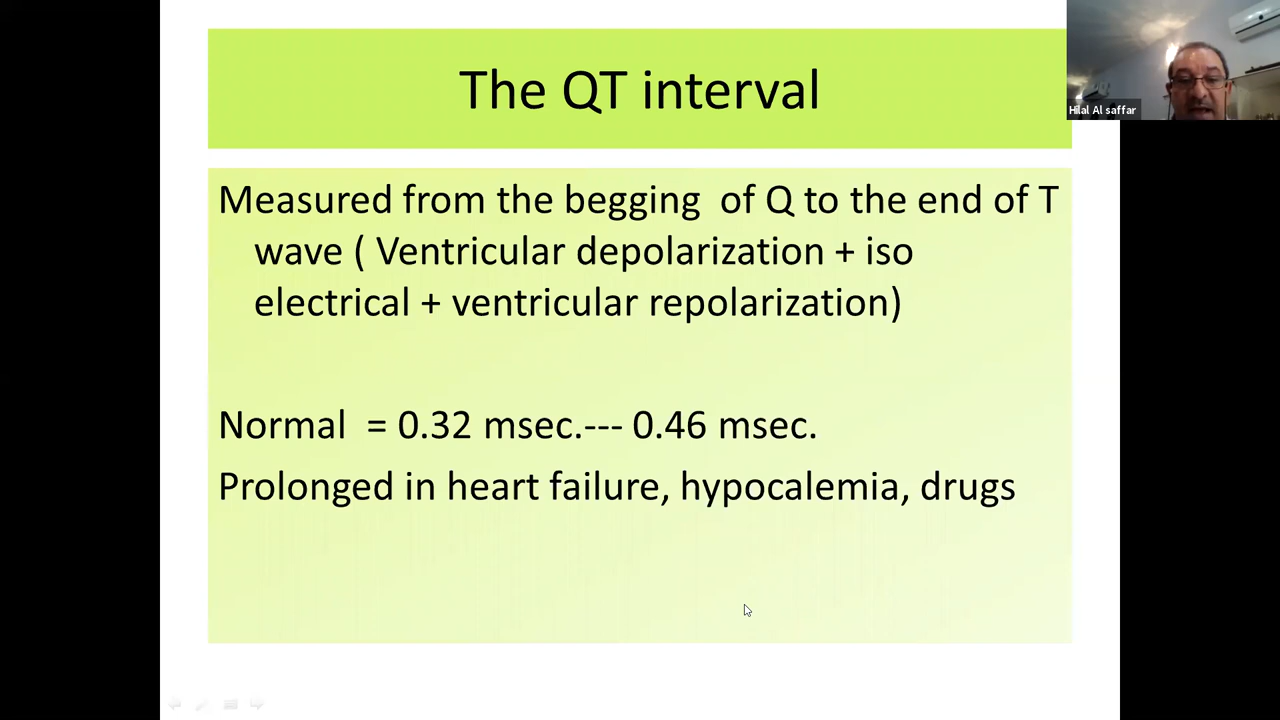 The QT interval
Hilal Al saffar
Measured from the begging of Q to the end of T
wave ( Ventricular depolarization + iso
electrical + ventricular repolarization)
Normal = 0.32 msec.--- 0.46 msec.
Prolonged in heart failure, hypocalemia, drugs